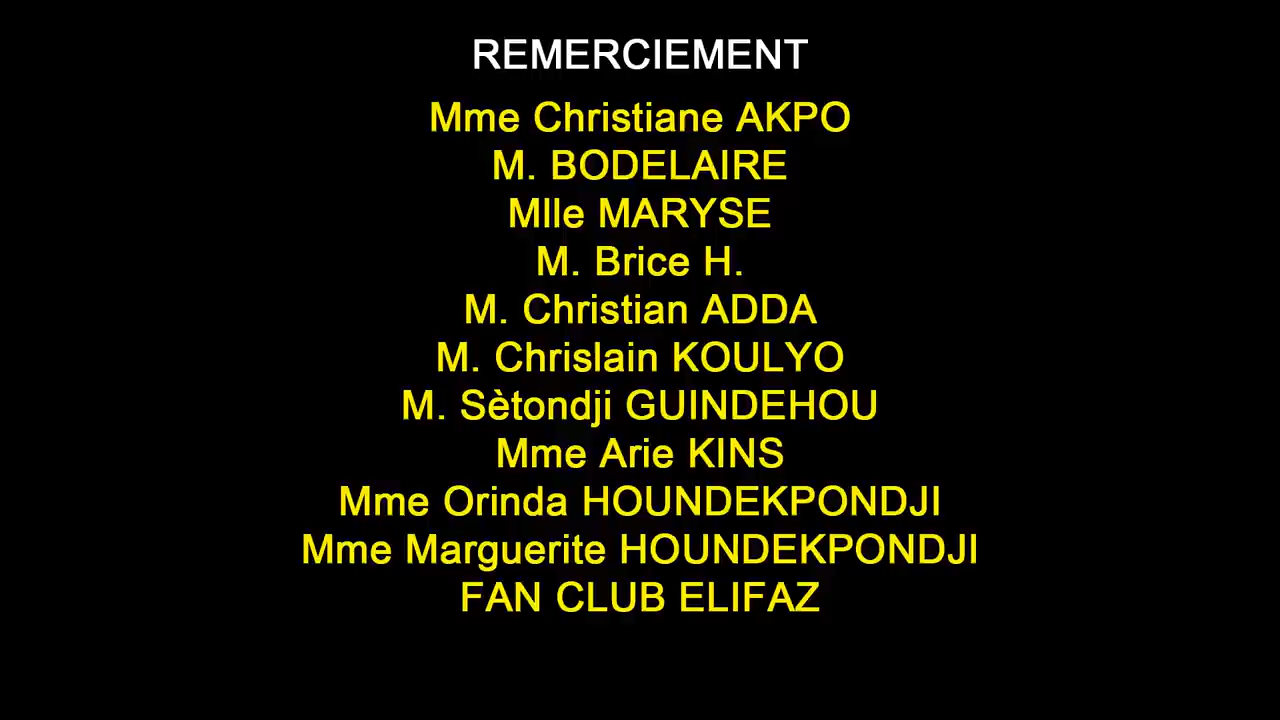 REMERCIEMENT
Mme Christiane AKPO
M. BODELAIRE
Mlle MARYSE
M. Brice H.
M. Christian ADDA
M. Chrislain KOULYO
M. Sètondji GUINDEHOU
Mme Arie KINS
Mme Orinda HOUNDEKPONDJI
Mme Marguerite HOUNDEKPONDJI
FAN CLUB ELIFAZ